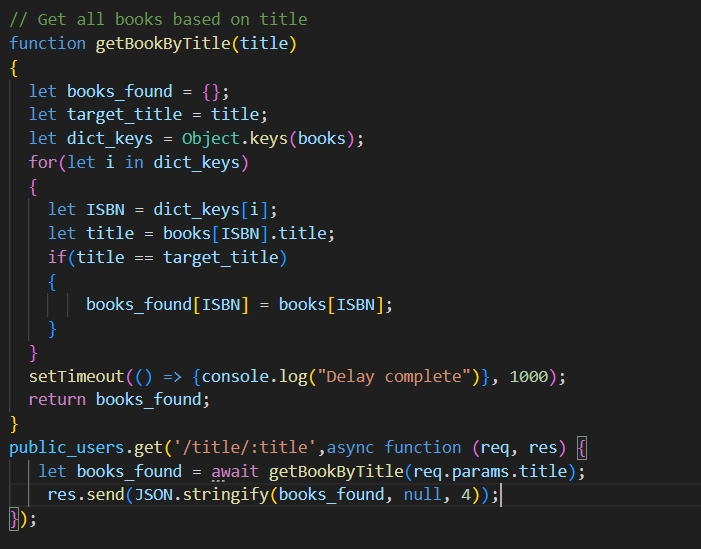 // Get all books based on title
function getBookByTitle(title)
{
  let books_found = {};
  let target_title = title;
  let dict_keys = Object.keys(books);
  for(let i in dict_keys)
  {
    let ISBN = dict_keys[i];
    let title = books[ISBN].title;
    if(title == target_title)
    {
        books_found[ISBN] = books[ISBN];
    }
  }
  setTimeout(() => {console.log("Delay complete")}, 1000);
  return books_found;
}
public_users.get('/title/:title',async function (req, res) {
   let books_found = await getBookByTitle(req.params.title);
    res.send(JSON.stringify(books_found, null, 4));
});